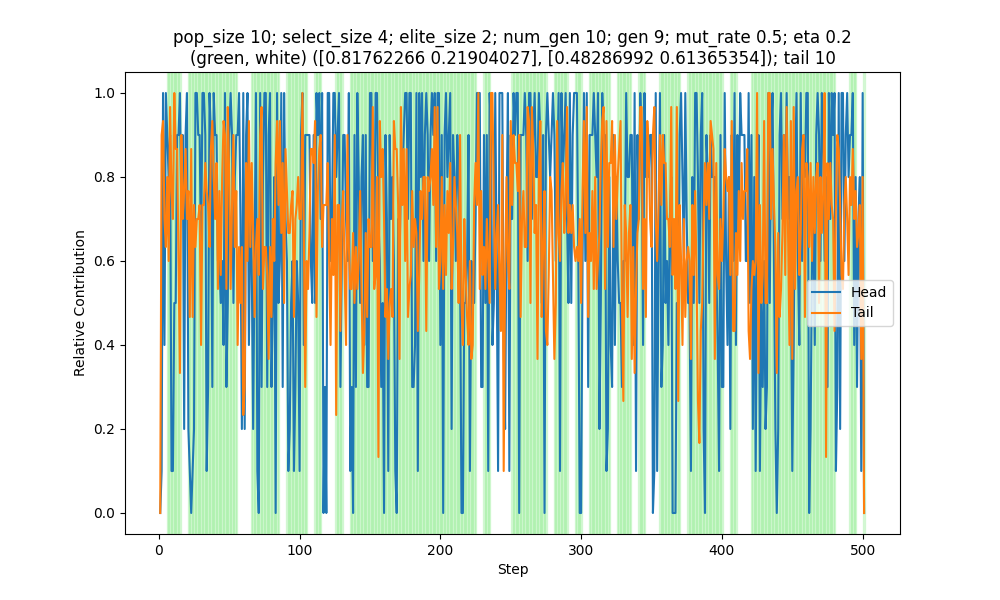 pop_size 10; select_size 4; elite_size 2; num_gen 10; gen 9; mut_rate 0.5; eta 0.2
(green, white) ([0.81762266 0.21904027], [0.48286992 0.61365354]); tail 10
Relative Contribution
1.0
0.8
0.6
0.4
0.2
0.0
Head
Tail
0
100
200
300
400
500
Step